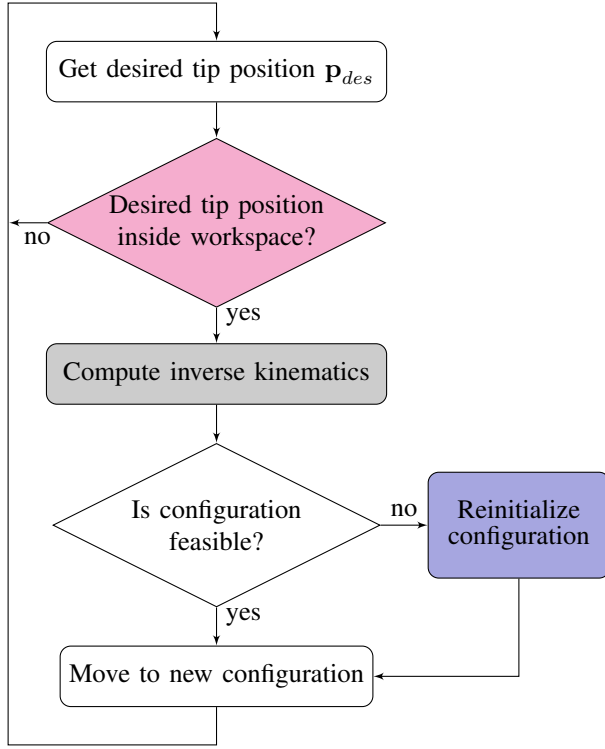 Get desired tip position p_des
Desired tip position
inside workspace?
no
yes
Compute inverse kinematics
Is configuration
feasible?
no
Reinitialize
configuration
yes
Move to new configuration